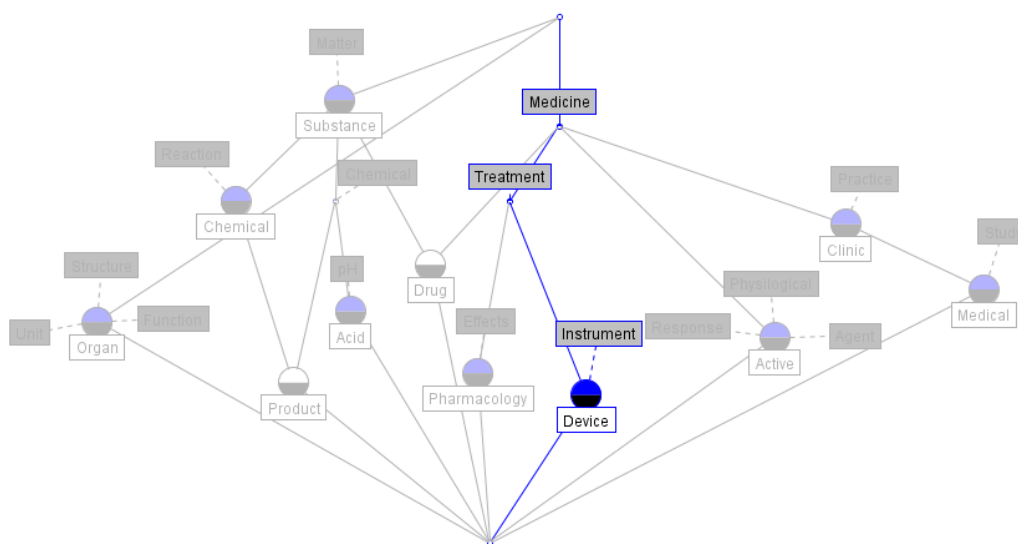 Matter
Medicine
Substance
Reaction
Chemical
Treatment
Practice
Chemical
Stud
Clinic
Structure
pH
Physilogical
Drug
Medical
Unit
Function
Effects
Response
Agent
Organ
Acid
Instrument
Active
Pharmacology
Product
Device